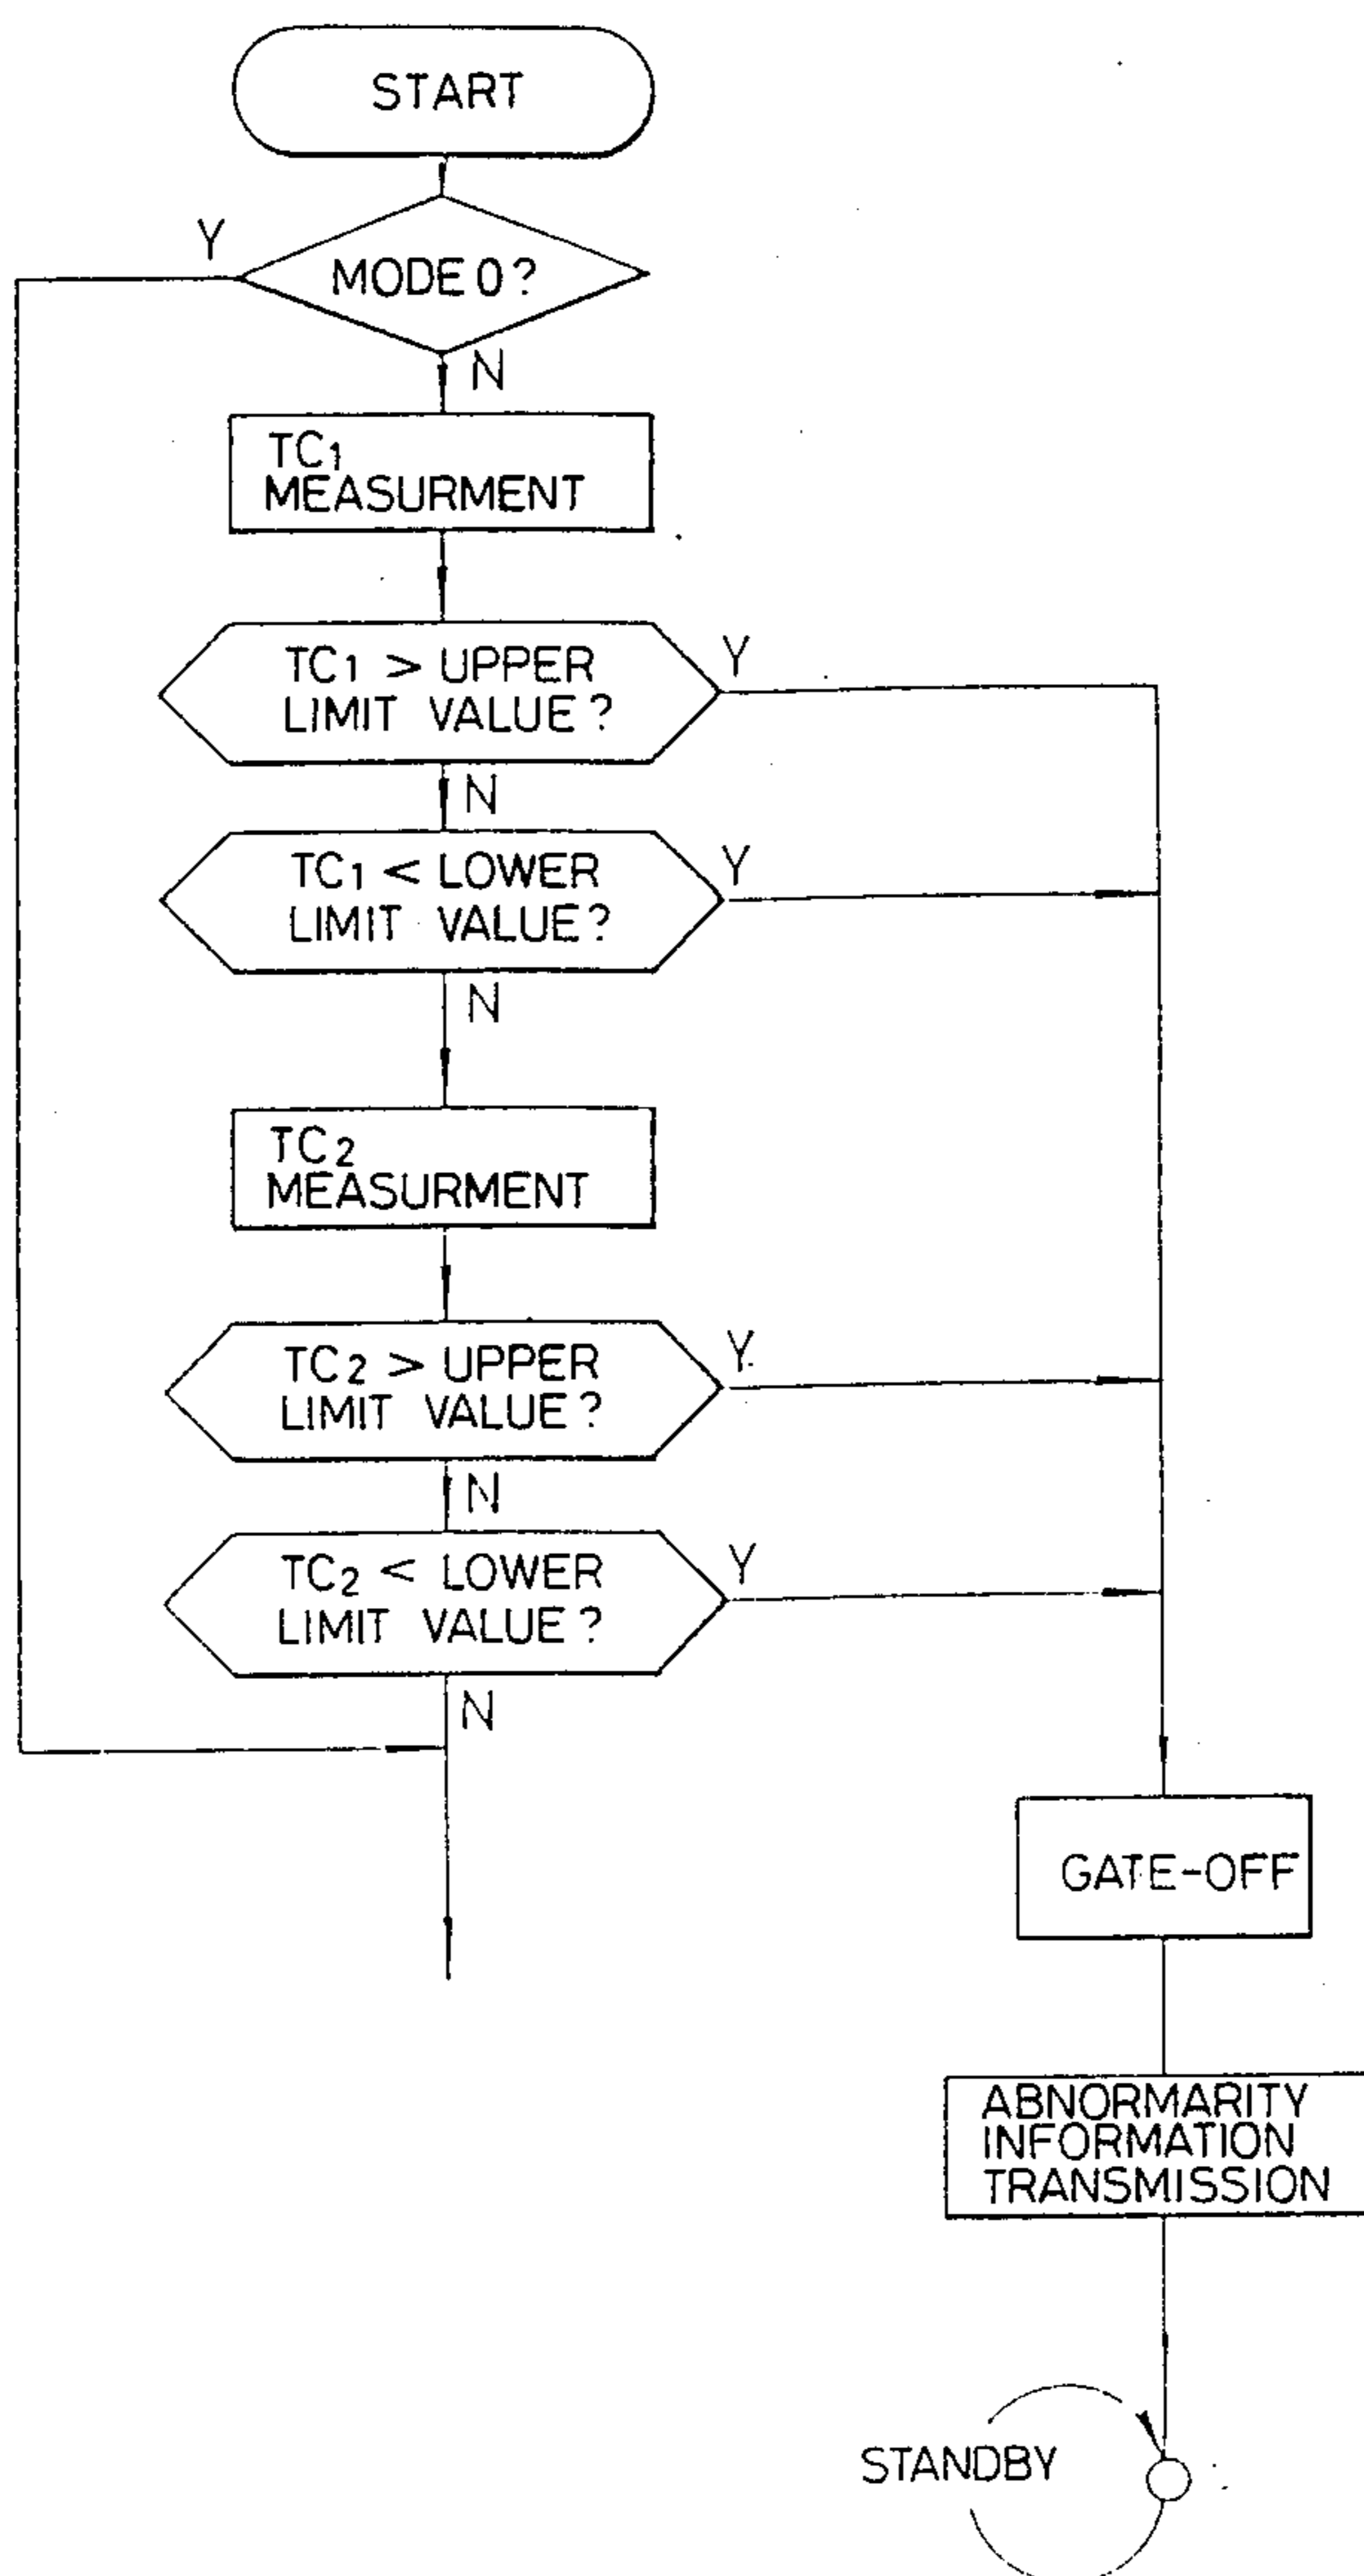 START
Y
MODE 0?
N
TC1
MEASURMENT
TC1 > UPPER
LIMIT VALUE?
Y
N
TC1 < LOWER
LIMIT VALUE?
Y
N
TC2
MEASURMENT
TC2 > UPPER
LIMIT VALUE?
Y
N
TC2 < LOWER
LIMIT VALUE?
Y
N
GATE-OFF
ABNORMARITY
INFORMATION
TRANSMISSION
STANDBY